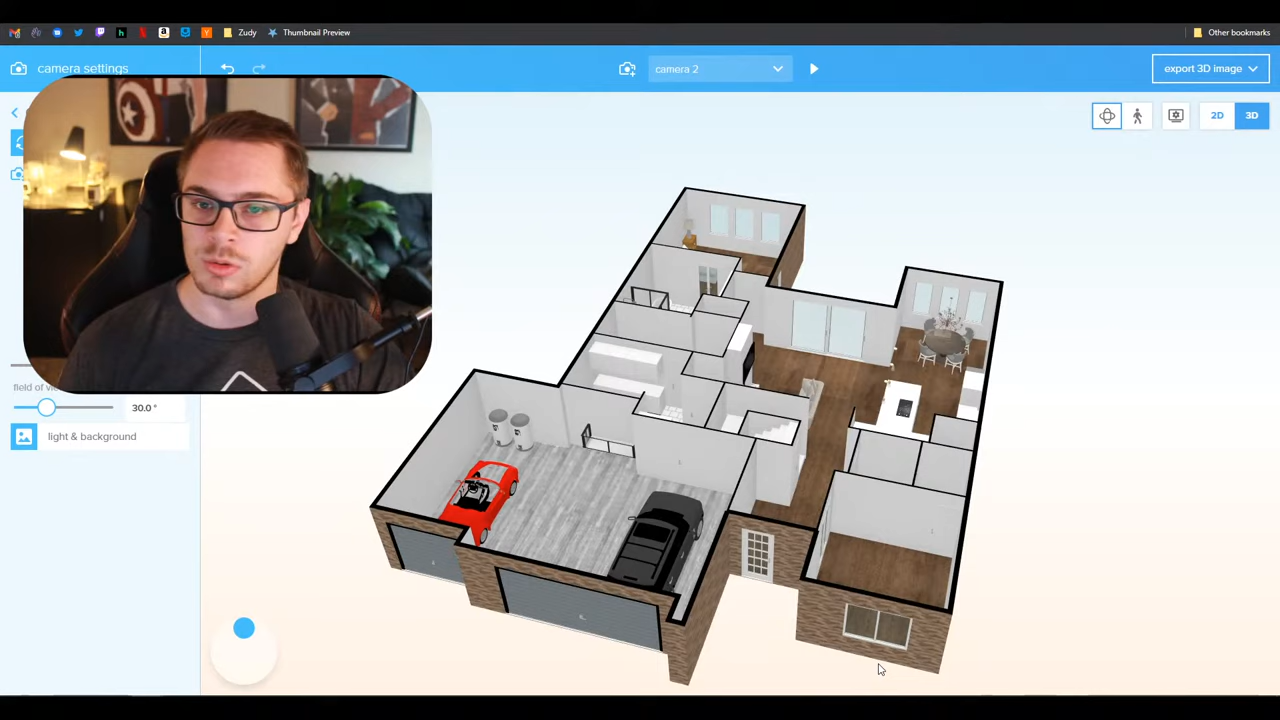 Zudy
Thumbnail Preview
Other bookmarks
camera settings
camera 2
export 3D image
2D
3D
30.0 °
light & background